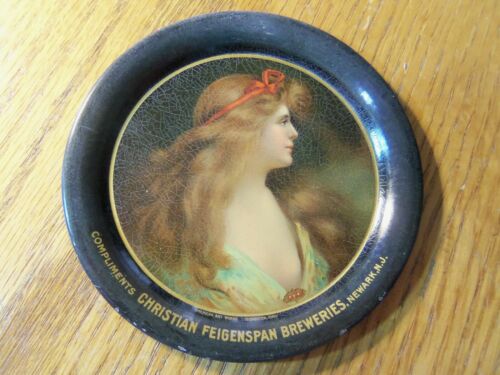 COMPLIMENTS CHRISTIAN FEIGENSPAN BREWERIES, NEWARK, N.J.